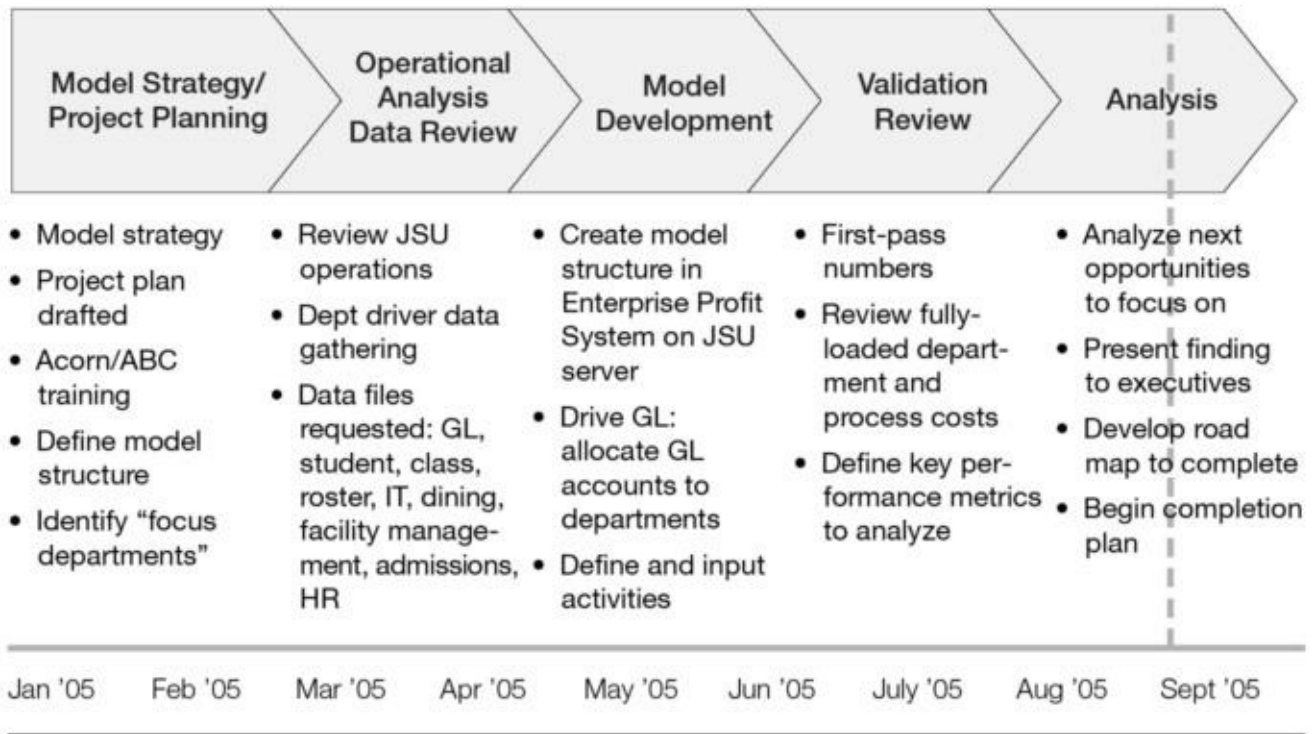 Model Strategy/
Project Planning
Operational
Analysis
Data Review
Model
Development
Validation
Review
Analysis
• Model strategy
• Project plan
drafted
• Acorn/ABC
training
• Define model
structure
• Identify “focus
departments”
• Review JSU
operations
• Dept driver data
gathering
• Data files
requested: GL,
student, class,
roster, IT, dining,
facility manage-
ment, admissions,
HR
• Create model
structure in
Enterprise Profit
System on JSU
server
• Drive GL:
allocate GL
accounts to
departments
• Define and input
activities
• First-pass
numbers
• Review fully-
loaded depart-
ment and
process costs
• Define key per-
formance metrics
to analyze
• Analyze next
opportunities
to focus on
• Present finding
to executives
• Develop road
map to complete
• Begin completion
plan
Jan ’05 Feb ’05 Mar ’05 Apr ’05 May ’05 Jun ’05 July ’05 Aug ’05 Sept ’05